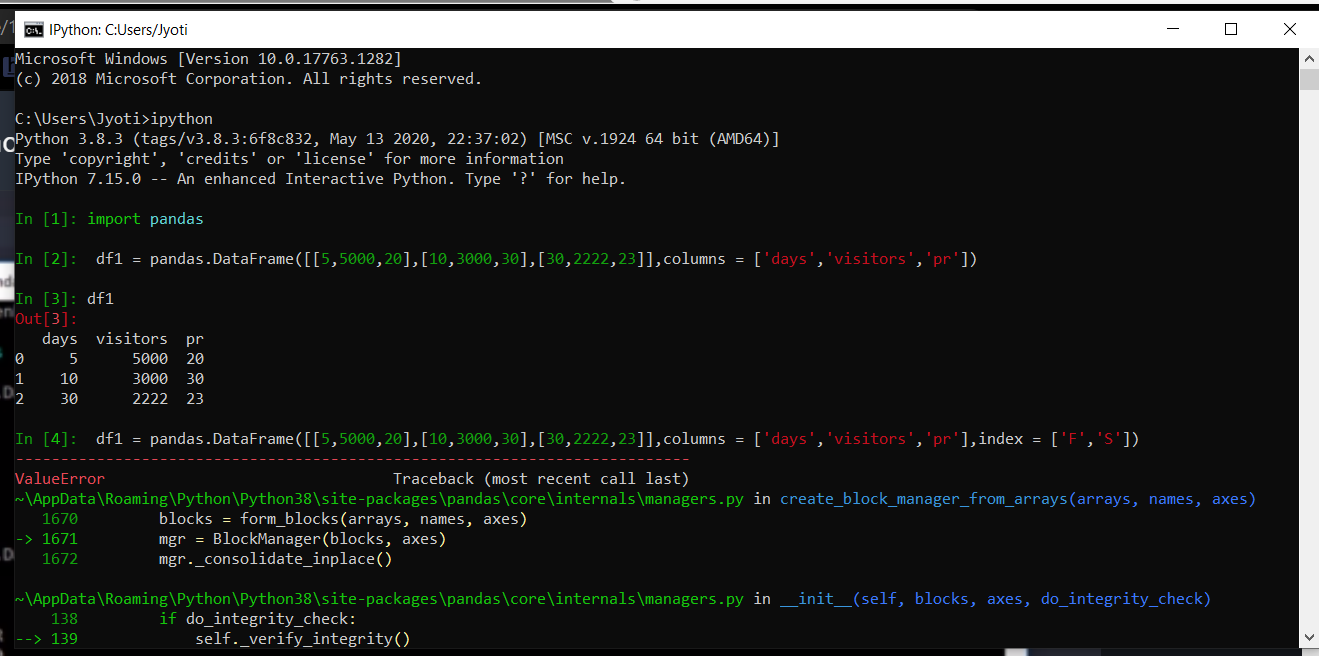 IPython: C:Users/Jyoti
Microsoft Windows [Version 10.0.17763.1282]
(c) 2018 Microsoft Corporation. All rights reserved.
C:\Users\Jyoti>ipython
Python 3.8.3 (tags/v3.8.3:6f8c832, May 13 2020, 22:37:02) [MSC v.1924 64 bit (AMD64)]
Type 'copyright', 'credits' or 'license' for more information
IPython 7.15.0 -- An enhanced Interactive Python. Type '?' for help.
In [1]: import pandas
In [2]:  df1 = pandas.DataFrame([[5,5000,20],[10,3000,30],[30,2222,23]],columns = ['days','visitors','pr'])
In [3]: df1
Out[3]:
   days  visitors  pr
0     5      5000  20
1    10      3000  30
2    30      2222  23
In [4]:  df1 = pandas.DataFrame([[5,5000,20],[10,3000,30],[30,2222,23]],columns = ['days','visitors','pr'],index = ['F','S'])
---------------------------------------------------------------------------
ValueError                                Traceback (most recent call last)
~\AppData\Roaming\Python\Python38\site-packages\pandas\core\internals\managers.py in create_block_manager_from_arrays(arrays, names, axes)
   1670         blocks = form_blocks(arrays, names, axes)
-> 1671         mgr = BlockManager(blocks, axes)
   1672         mgr._consolidate_inplace()
~\AppData\Roaming\Python\Python38\site-packages\pandas\core\internals\managers.py in __init__(self, blocks, axes, do_integrity_check)
    138         if do_integrity_check:
--> 139             self._verify_integrity()